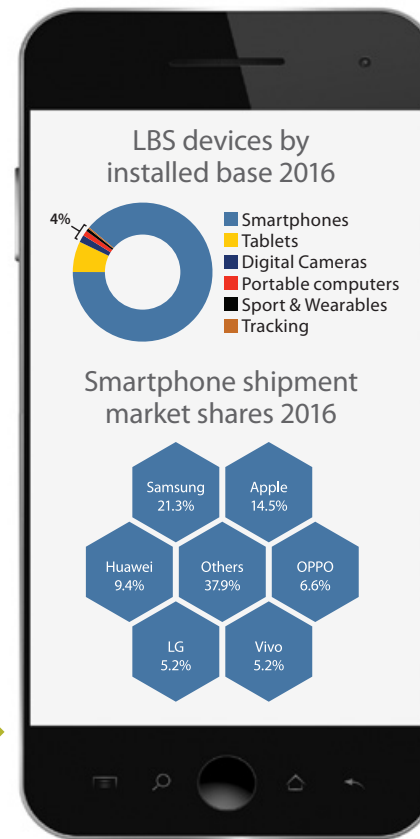 LBS devices by
installed base 2016
4%
Smartphones
Tablets
Digital Cameras
Portable computers
Sport & Wearables
Tracking
Smartphone shipment
market shares 2016
Samsung
21.3%
Apple
14.5%
Huawei
9.4%
Others
37.9%
OPPO
6.6%
LG
5.2%
Vivo
5.2%